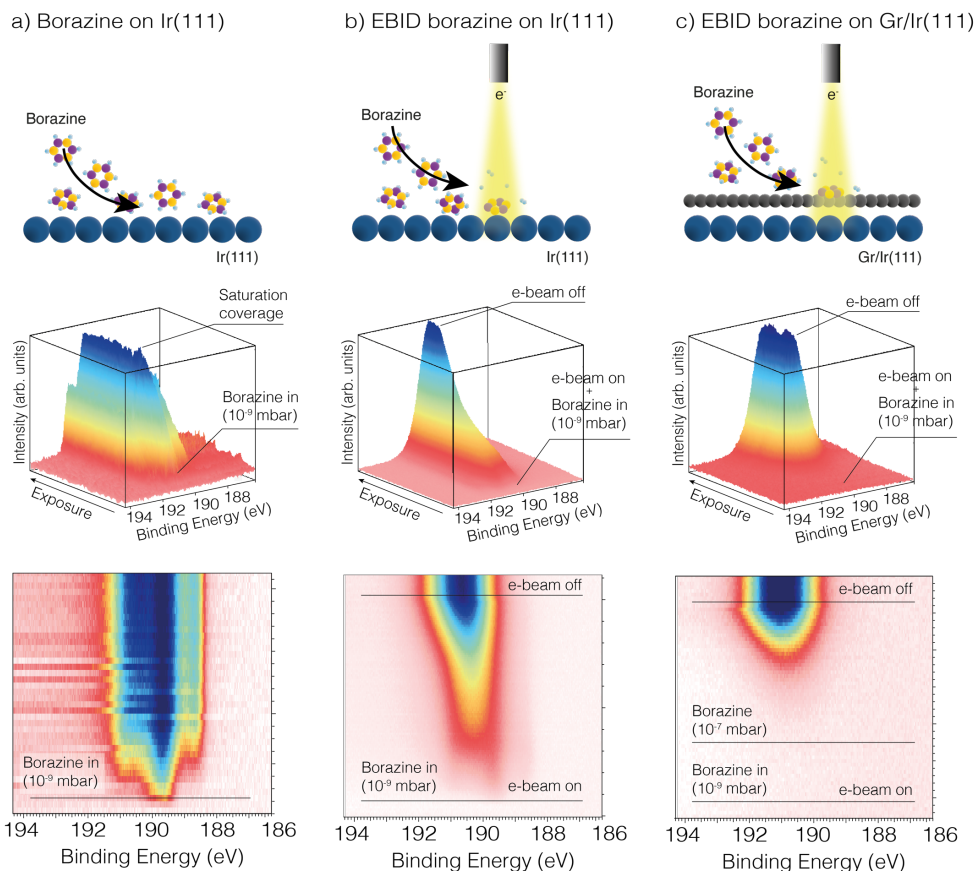 a) Borazine on Ir(111)
b) EBID borazine on Ir(111)
c) EBID borazine on Gr/Ir(111)
Borazine
Ir(111)
Borazine
e-
Ir(111)
Borazine
e-
Gr/Ir(111)
Saturation
coverage
Borazine in
(10⁻⁹ mbar)
Intensity (arb. units)
Exposure
194
192
190
188
Binding Energy (eV)
e-beam off
e-beam on
+
Borazine in
(10⁻⁹ mbar)
Intensity (arb. units)
Exposure
194
192
190
188
Binding Energy (eV)
e-beam off
e-beam on
+
Borazine in
(10⁻⁹ mbar)
Intensity (arb. units)
Exposure
194
192
190
188
Binding Energy (eV)
Borazine in
(10⁻⁹ mbar)
194 192 190 188 186
Binding Energy (eV)
e-beam off
Borazine in
(10⁻⁹ mbar)
e-beam on
194 192 190 188 186
Binding Energy (eV)
e-beam off
Borazine
(10⁻⁷ mbar)
Borazine in
(10⁻⁹ mbar)
e-beam on
194 192 190 188 186
Binding Energy (eV)